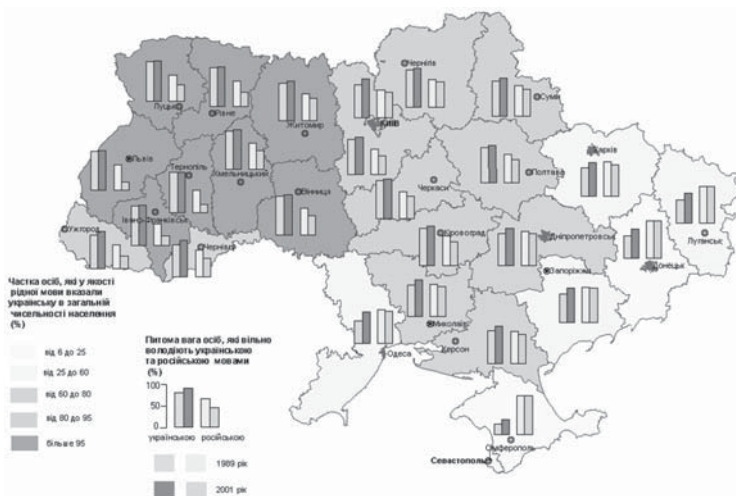 Чернігів
Суми
Луцьк
Рівне
Житомир
Київ
Харків
Львів
Тернопіль
Хмельницький
Вінниця
Черкаси
Полтава
Луганськ
Івано-Франківськ
Ужгород
Чернівці
Кіровоград
Дніпропетровськ
Донецьк
Запоріжжя
Миколаїв
Херсон
Одеса
Сімферополь
Севастополь
Частка осіб, які у якості
рідної мови вказали
українську в загальній
чисельності населення
(%)
від 6 до 25
від 25 до 60
від 60 до 80
від 80 до 95
більше 95
Питома вага осіб, які вільно
володіють українською
та російською мовами
(%)
100
50
0
українською російською
1989 рік
2001 рік